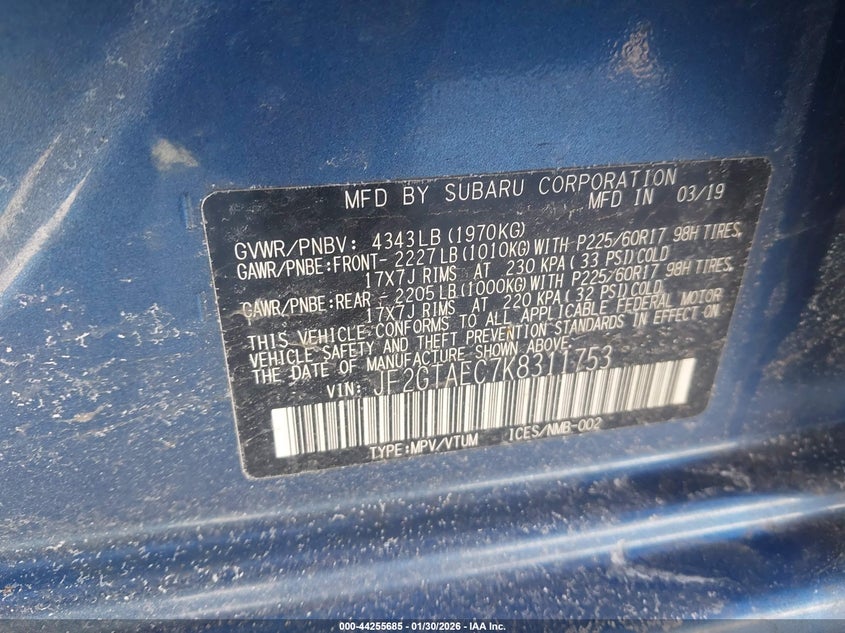 MFD BY SUBARU CORPORATION
MFD IN 03/19
GVWR/PNBV: 4343LB(1970KG)
GAWR/PNBE:FRONT- 2227LB(1010KG)WITH P225/60R17 98H TIRES,
17X7J RIMS AT 230 KPA(33 PSI)COLD
GAWR/PNBE:REAR - 2205LB(1000KG)WITH P225/60R17 98H TIRES,
17X7J RIMS AT 220 KPA(32 PSI)COLD.
THIS VEHICLE CONFORMS TO ALL APPLICABLE FEDERAL MOTOR
VEHICLE SAFETY AND THEFT PREVENTION STANDARDS IN EFFECT ON
THE DATE OF MANUFACTURE SHOWN ABOVE.
VIN: JF2GTAEC7K8311753
TYPE:MPV/VTUM ICES/NMB-002
000-44255685 - 01/30/2026 - IAA Inc.